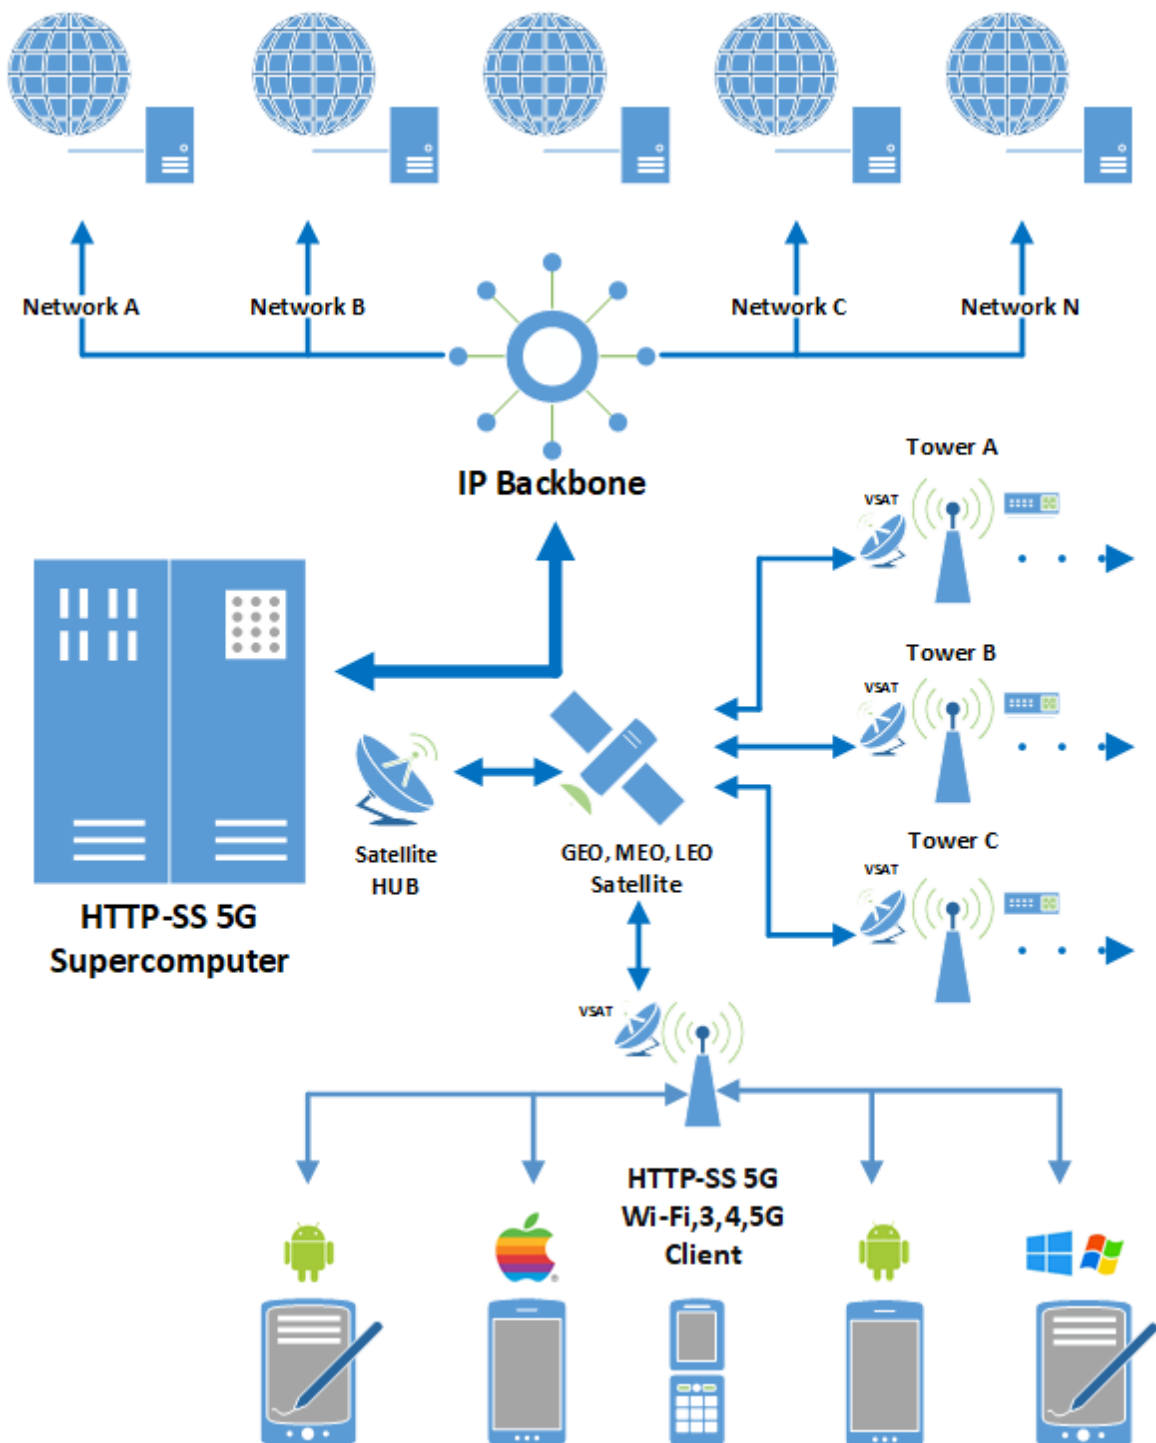 Network A
Network B
Network C
Network N
IP Backbone
Tower A
VSAT
Tower B
VSAT
Tower C
VSAT
Satellite
HUB
GEO, MEO, LEO
Satellite
HTTP-SS 5G
Supercomputer
VSAT
HTTP-SS 5G
Wi-Fi,3,4,5G
Client
®